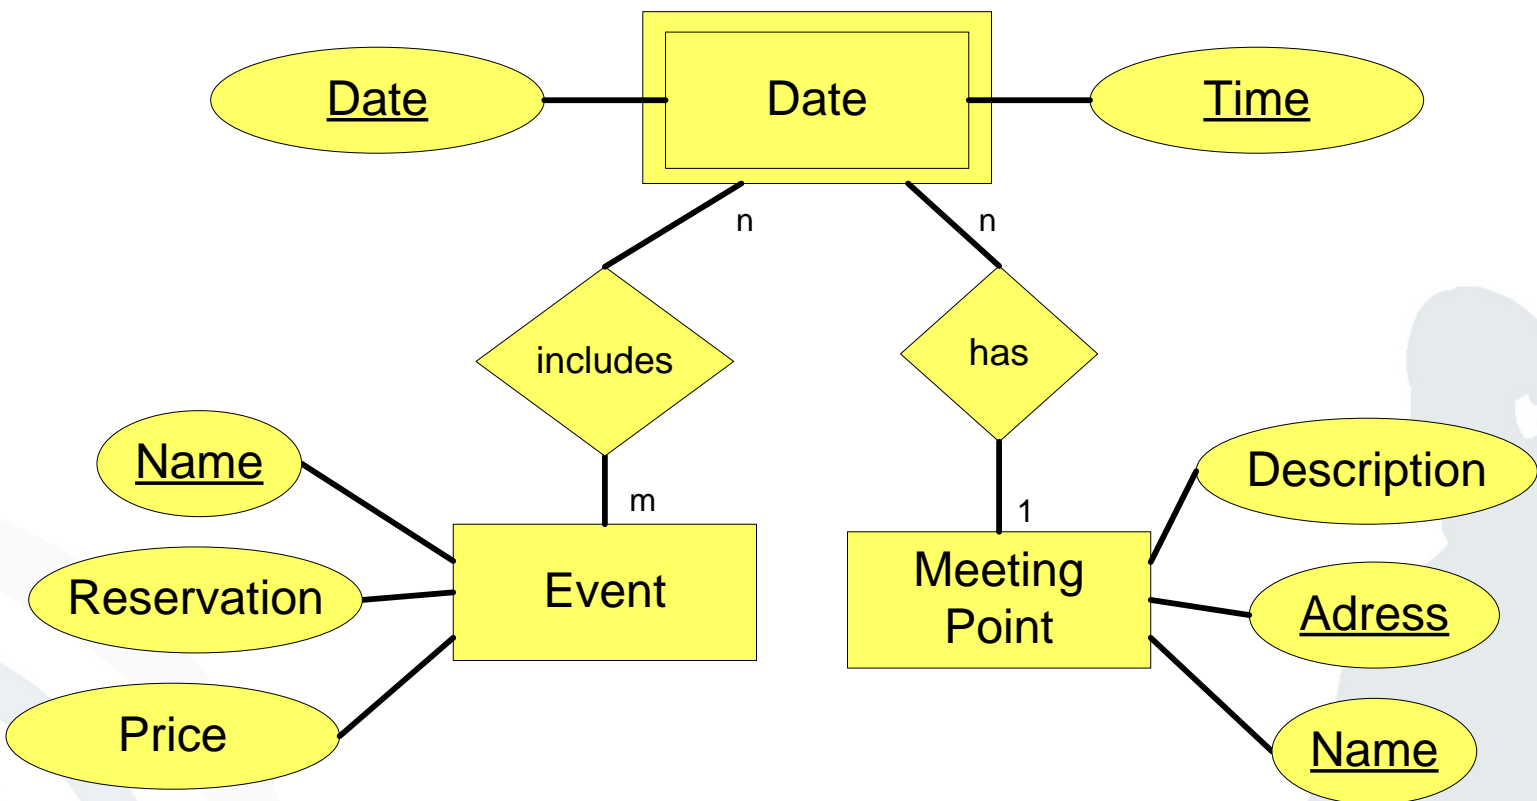 Date
Date
Time
n
n
includes
has
Name
m
1
Description
Reservation
Event
Meeting
Point
Adress
Price
Name